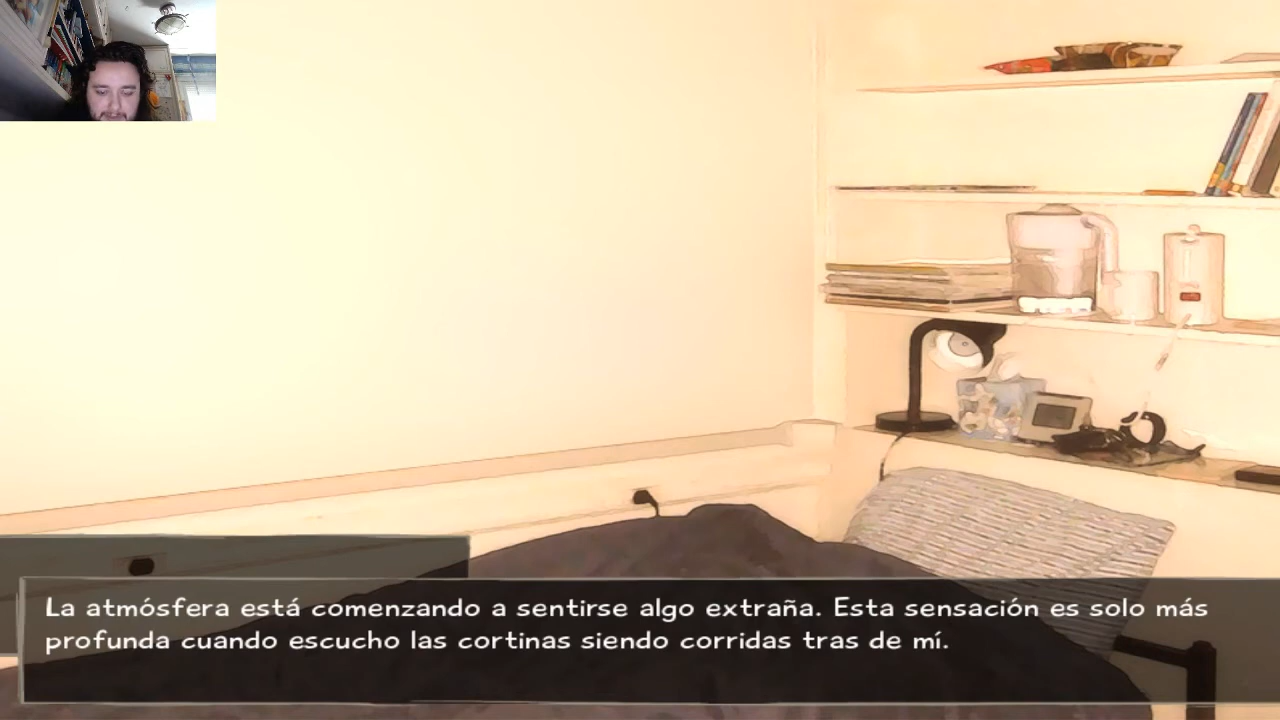 La atmósfera está comenzando a sentirse algo extraña. Esta sensación es solo más
profunda cuando escucho las cortinas siendo corridas tras de mí.